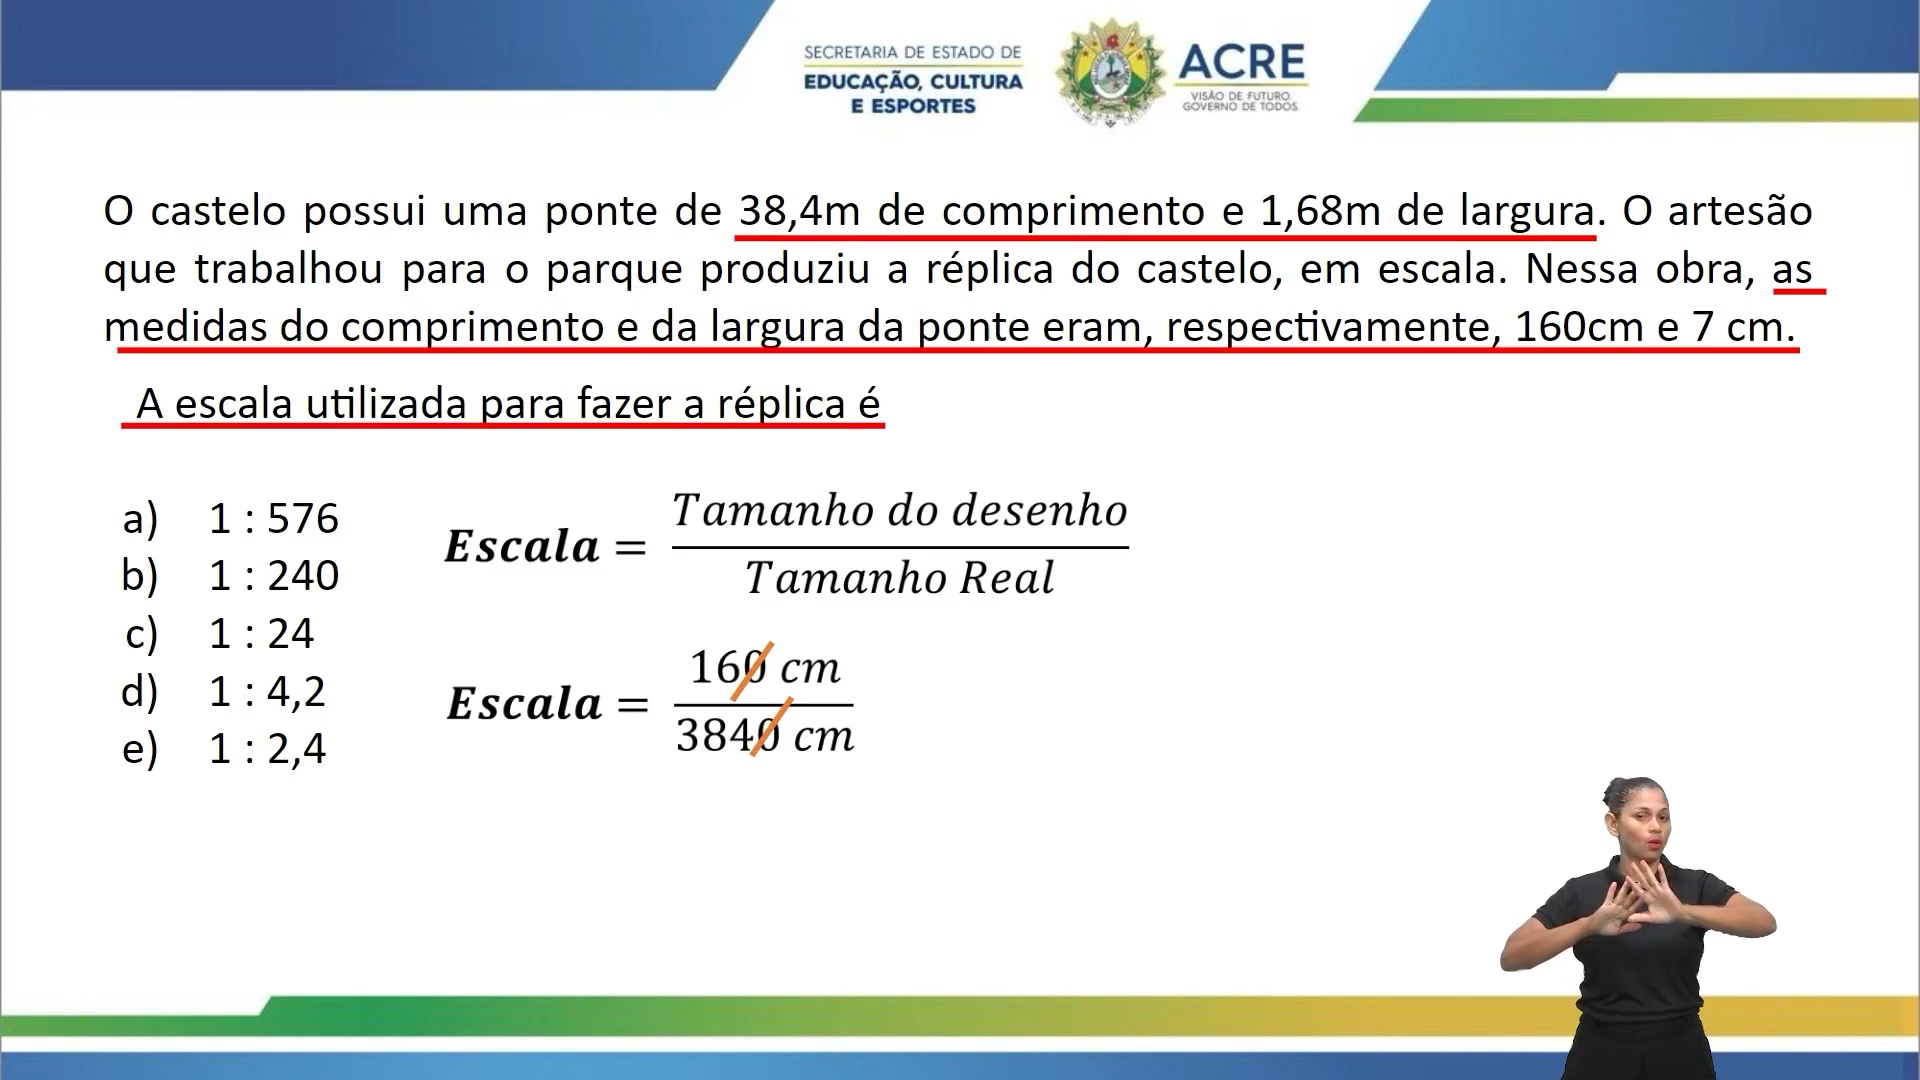 SECRETARIA DE ESTADO DE
EDUCAÇÃO, CULTURA
E ESPORTES
ACRE
VISÃO DE FUTURO.
GOVERNO DE TODOS.
O castelo possui uma ponte de 38,4m de comprimento e 1,68m de largura. O artesão
que trabalhou para o parque produziu a réplica do castelo, em escala. Nessa obra, as
medidas do comprimento e da largura da ponte eram, respectivamente, 160cm e 7 cm.
A escala utilizada para fazer a réplica é
a) 1 : 576
b) 1 : 240
c) 1 : 24
d) 1 : 4,2
e) 1 : 2,4
Tamanho do desenho
Escala =
Tamanho Real
160 cm
Escala =
3840 cm